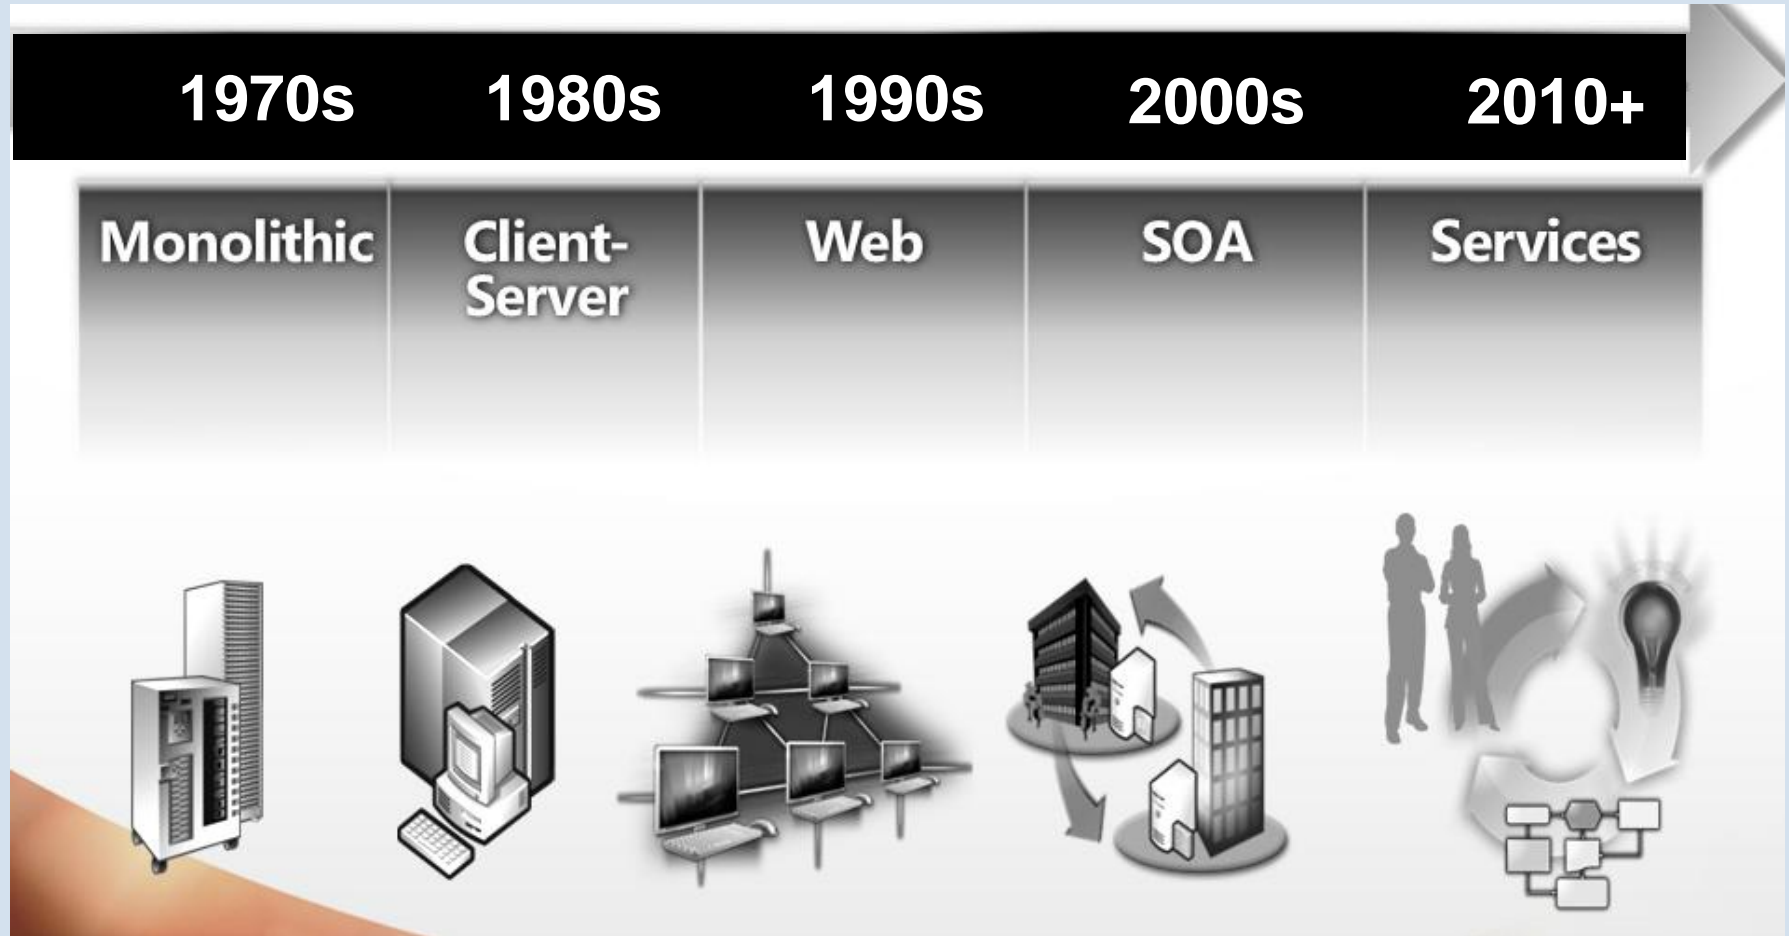 1970s 1980s 1990s 2000s 2010+
Monolithic Client- Web SOA Services
Server